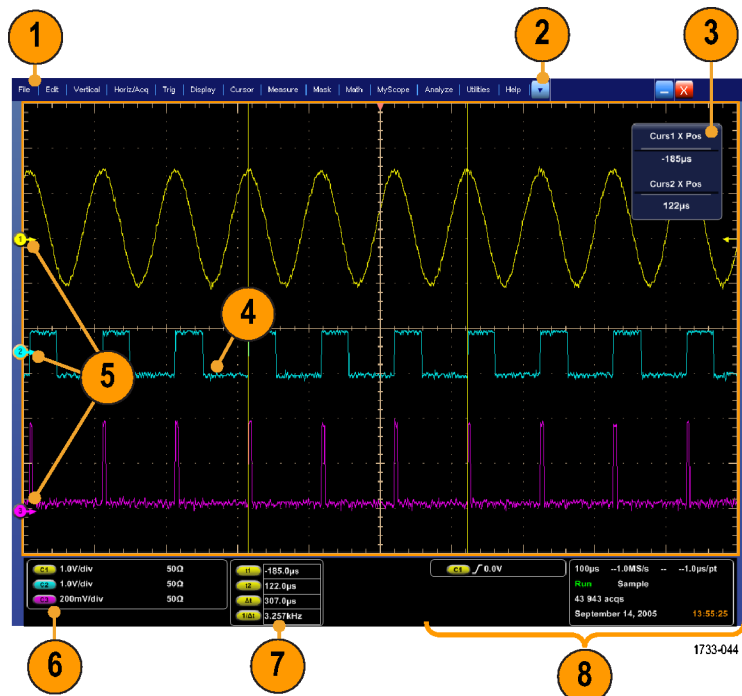 1
2
3
File Edit Vertical Horiz/Acq Trig Display Cursor Measure Mask Math MyScope Analyze Utilities Help
X
Curs1 X Pos
-185µs
Curs2 X Pos
122µs
1
4
2
5
3
C1 1.0V/div 50Ω
C2 1.0V/div 50Ω
C3 200mV/div 50Ω
t1 -185.0µs
t2 122.0µs
Δt 307.0µs
1/Δt 3.257kHz
C1 0.0V
100µs --1.0MS/s -- --1.0µs/pt
Run Sample
43 943 acqs
September 14, 2005 13:55:25
1733-044
6
7
8